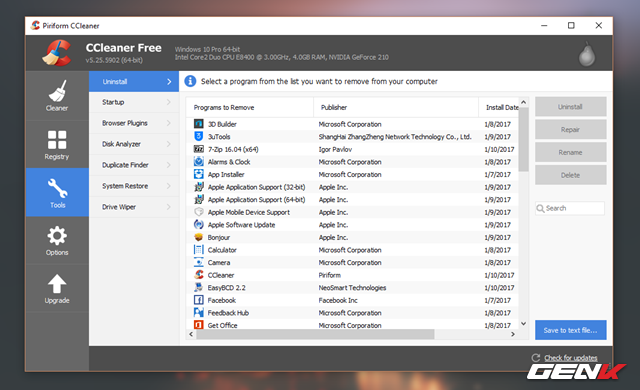 Piriform CCleaner
CCleaner Free
v5.25.5902 (64-bit)
Windows 10 Pro 64-bit
Intel Core2 Duo CPU E8400 @ 3.00GHz, 4.0GB RAM, NVIDIA GeForce 210
Cleaner
Registry
Tools
Options
Upgrade
Uninstall
Startup
Browser Plugins
Disk Analyzer
Duplicate Finder
System Restore
Drive Wiper
Select a program from the list you want to remove from your computer
Programs to Remove Publisher Install Date
3D Builder Microsoft Corporation 1/8/2017
3uTools ShangHai ZhangZheng Network Technology Co., Ltd. 1/9/2017
7-Zip 16.04 (x64) Igor Pavlov 1/10/2017
Alarms & Clock Microsoft Corporation 1/8/2017
App Installer Microsoft Corporation 1/7/2017
Apple Application Support (32-bit) Apple Inc. 1/9/2017
Apple Application Support (64-bit) Apple Inc. 1/9/2017
Apple Mobile Device Support Apple Inc. 1/9/2017
Apple Software Update Apple Inc. 1/9/2017
Bonjour Apple Inc. 1/9/2017
Calculator Microsoft Corporation 1/8/2017
Camera Microsoft Corporation 1/8/2017
CCleaner Piriform 1/10/2017
EasyBCD 2.2 NeoSmart Technologies 1/8/2017
Facebook Facebook Inc 1/7/2017
Feedback Hub Microsoft Corporation 1/8/2017
Get Office Microsoft Corporation 1/8/2017
Uninstall
Repair
Rename
Delete
Search
Save to text file...
Check for updates
GENK